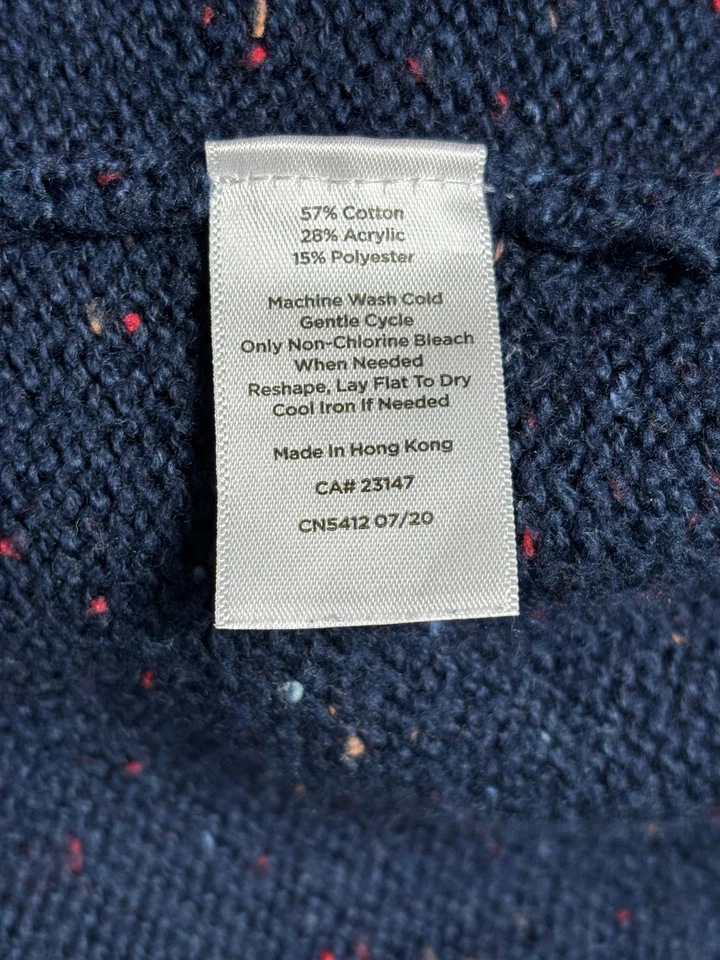 57% Cotton
28% Acrylic
15% Polyester
Machine Wash Cold
Gentle Cycle
Only Non-Chlorine Bleach
When Needed
Reshape, Lay Flat To Dry
Cool Iron If Needed
Made In Hong Kong
CA# 23147
CN5412 07/20